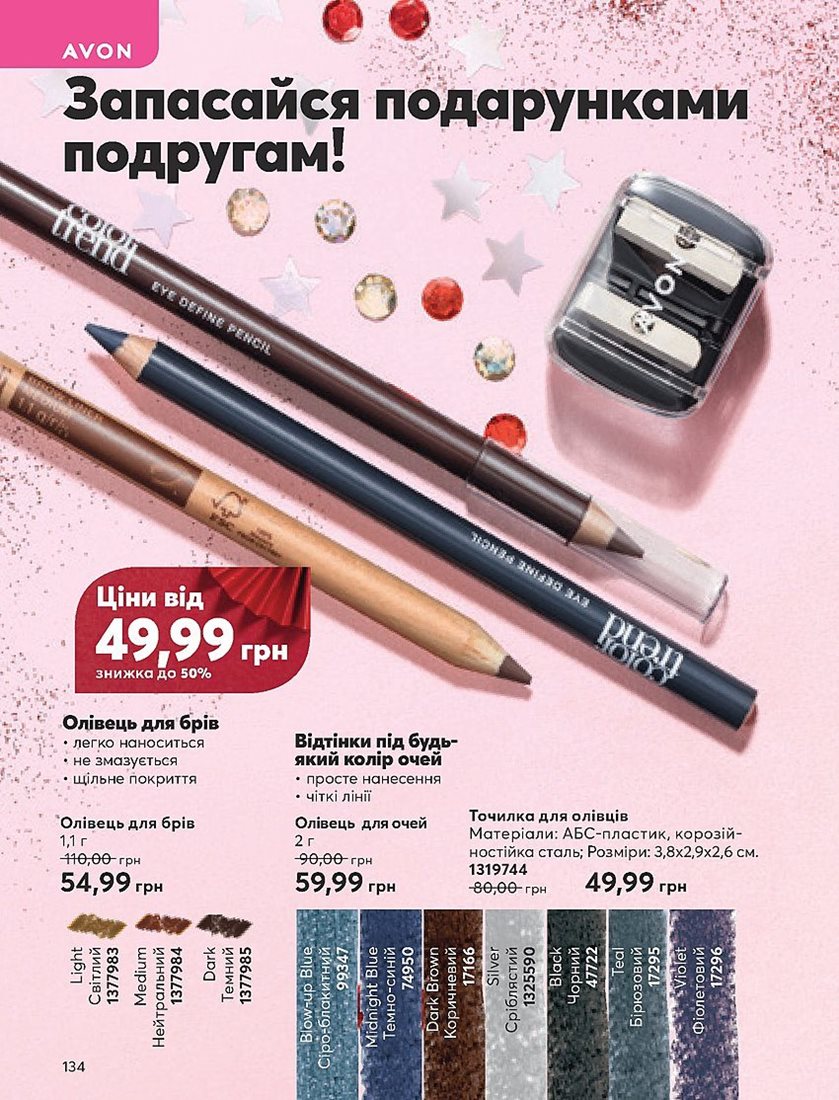 AVON
Запасайся подарунками
подругам!
color
trend
EYE DEFINE PENCIL
AVON
FSC
EYE DEFINE PENCIL
color
trend
Ціни від
49,99 грн
знижка до 50%
Олівець для брів
• легко наноситься
• не змазується
• щільне покриття
Олівець для брів
1,1 г
110,00 грн
54,99 грн
Light
Світлий
1377983
Medium
Нейтральний
1377984
Dark
Темний
1377985
Відтінки під будь-
який колір очей
• просте нанесення
• чіткі лінії
Олівець для очей
2 г
90,00 грн
59,99 грн
Точилка для олівців
Матеріали: АБС-пластик, корозій-
ностійка сталь; Розміри: 3,8х2,9х2,6 см.
1319744
80,00 грн 49,99 грн
Blow-up Blue
Сіро-блакитний
99347
Midnight Blue
Темно-синій
74950
Dark Brown
Коричневий
17166
Silver
Сріблястий
1325590
Black
Чорний
47722
Teal
Бірюзовий
17295
Violet
Фіолетовий
17296
134